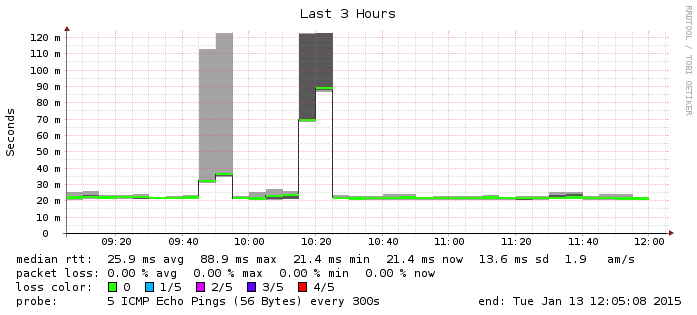 Last 3 Hours
RRDTOOL / TOBI OETIKER
Seconds
120 m
110 m
100 m
90 m
80 m
70 m
60 m
50 m
40 m
30 m
20 m
10 m
0
09:20 09:40 10:00 10:20 10:40 11:00 11:20 11:40 12:00
median rtt: 25.9 ms avg 88.9 ms max 21.4 ms min 21.4 ms now 13.6 ms sd 1.9 am/s
packet loss: 0.00 % avg 0.00 % max 0.00 % min 0.00 % now
loss color: 0 1/5 2/5 3/5 4/5
probe: 5 ICMP Echo Pings (56 Bytes) every 300s end: Tue Jan 13 12:05:08 2015